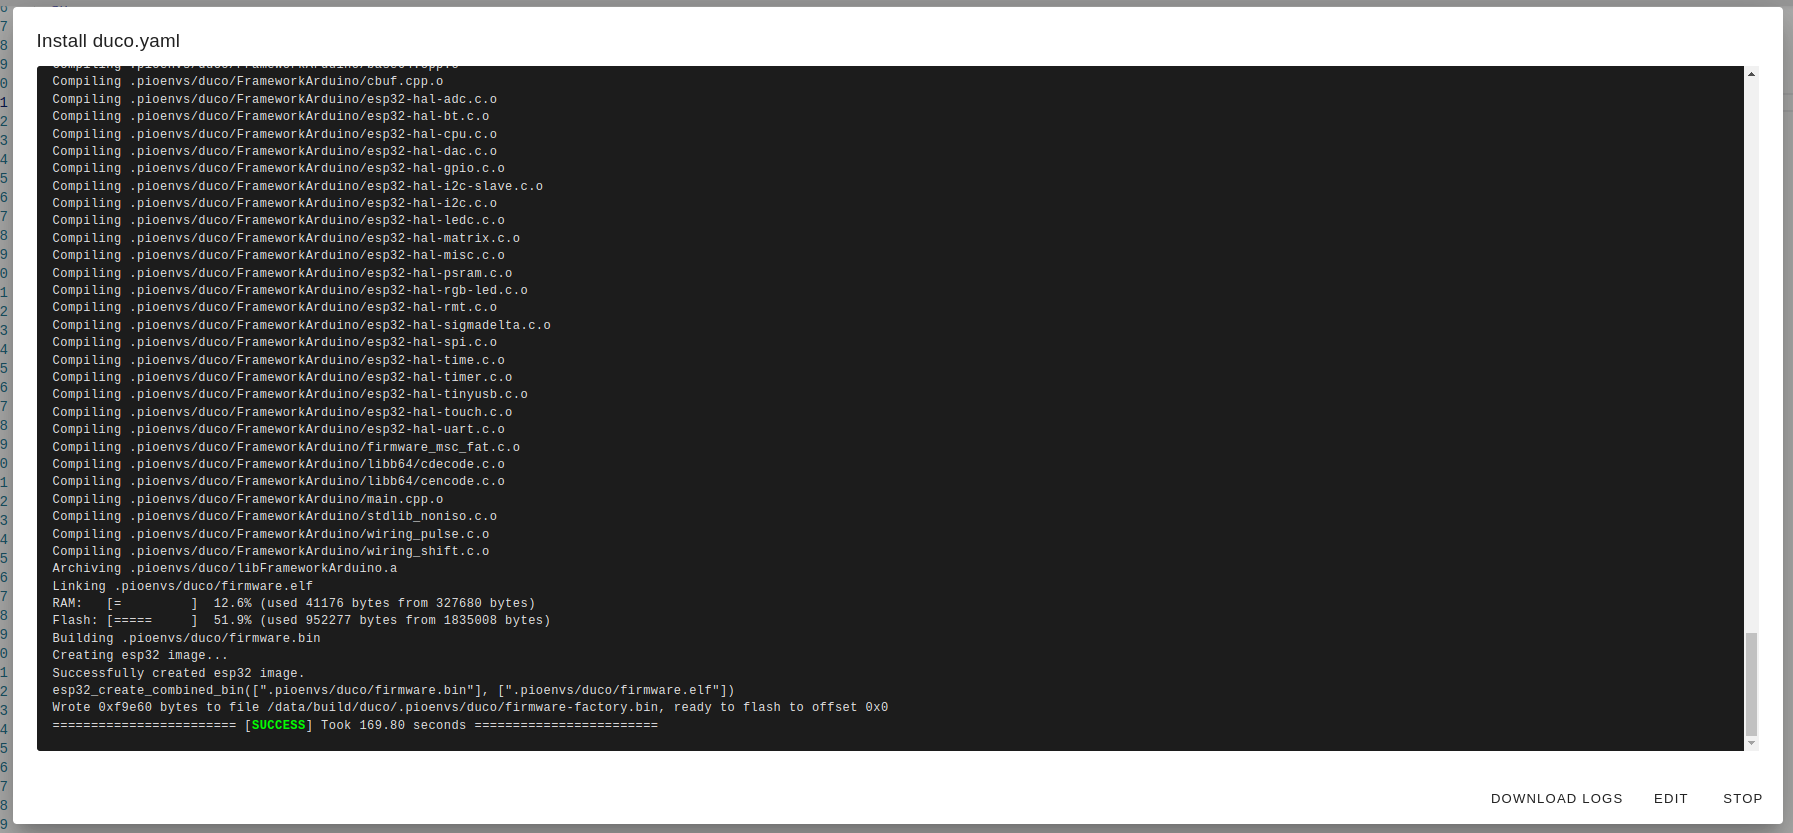 Install duco.yaml
Compiling .pioenvs/duco/FrameworkArduino/base64.cpp.o
Compiling .pioenvs/duco/FrameworkArduino/cbuf.cpp.o
Compiling .pioenvs/duco/FrameworkArduino/esp32-hal-adc.c.o
Compiling .pioenvs/duco/FrameworkArduino/esp32-hal-bt.c.o
Compiling .pioenvs/duco/FrameworkArduino/esp32-hal-cpu.c.o
Compiling .pioenvs/duco/FrameworkArduino/esp32-hal-dac.c.o
Compiling .pioenvs/duco/FrameworkArduino/esp32-hal-gpio.c.o
Compiling .pioenvs/duco/FrameworkArduino/esp32-hal-i2c-slave.c.o
Compiling .pioenvs/duco/FrameworkArduino/esp32-hal-i2c.c.o
Compiling .pioenvs/duco/FrameworkArduino/esp32-hal-ledc.c.o
Compiling .pioenvs/duco/FrameworkArduino/esp32-hal-matrix.c.o
Compiling .pioenvs/duco/FrameworkArduino/esp32-hal-misc.c.o
Compiling .pioenvs/duco/FrameworkArduino/esp32-hal-psram.c.o
Compiling .pioenvs/duco/FrameworkArduino/esp32-hal-rgb-led.c.o
Compiling .pioenvs/duco/FrameworkArduino/esp32-hal-rmt.c.o
Compiling .pioenvs/duco/FrameworkArduino/esp32-hal-sigmadelta.c.o
Compiling .pioenvs/duco/FrameworkArduino/esp32-hal-spi.c.o
Compiling .pioenvs/duco/FrameworkArduino/esp32-hal-time.c.o
Compiling .pioenvs/duco/FrameworkArduino/esp32-hal-timer.c.o
Compiling .pioenvs/duco/FrameworkArduino/esp32-hal-tinyusb.c.o
Compiling .pioenvs/duco/FrameworkArduino/esp32-hal-touch.c.o
Compiling .pioenvs/duco/FrameworkArduino/esp32-hal-uart.c.o
Compiling .pioenvs/duco/FrameworkArduino/firmware_msc_fat.c.o
Compiling .pioenvs/duco/FrameworkArduino/libb64/cdecode.c.o
Compiling .pioenvs/duco/FrameworkArduino/libb64/cencode.c.o
Compiling .pioenvs/duco/FrameworkArduino/main.cpp.o
Compiling .pioenvs/duco/FrameworkArduino/stdlib_noniso.c.o
Compiling .pioenvs/duco/FrameworkArduino/wiring_pulse.c.o
Compiling .pioenvs/duco/FrameworkArduino/wiring_shift.c.o
Archiving .pioenvs/duco/libFrameworkArduino.a
Linking .pioenvs/duco/firmware.elf
RAM:   [=         ]  12.6% (used 41176 bytes from 327680 bytes)
Flash: [=====     ]  51.9% (used 952277 bytes from 1835008 bytes)
Building .pioenvs/duco/firmware.bin
Creating esp32 image...
Successfully created esp32 image.
esp32_create_combined_bin([".pioenvs/duco/firmware.bin"], [".pioenvs/duco/firmware.elf"])
Wrote 0xf9e60 bytes to file /data/build/duco/.pioenvs/duco/firmware-factory.bin, ready to flash to offset 0x0
======================== [SUCCESS] Took 169.80 seconds ========================
DOWNLOAD LOGS EDIT STOP